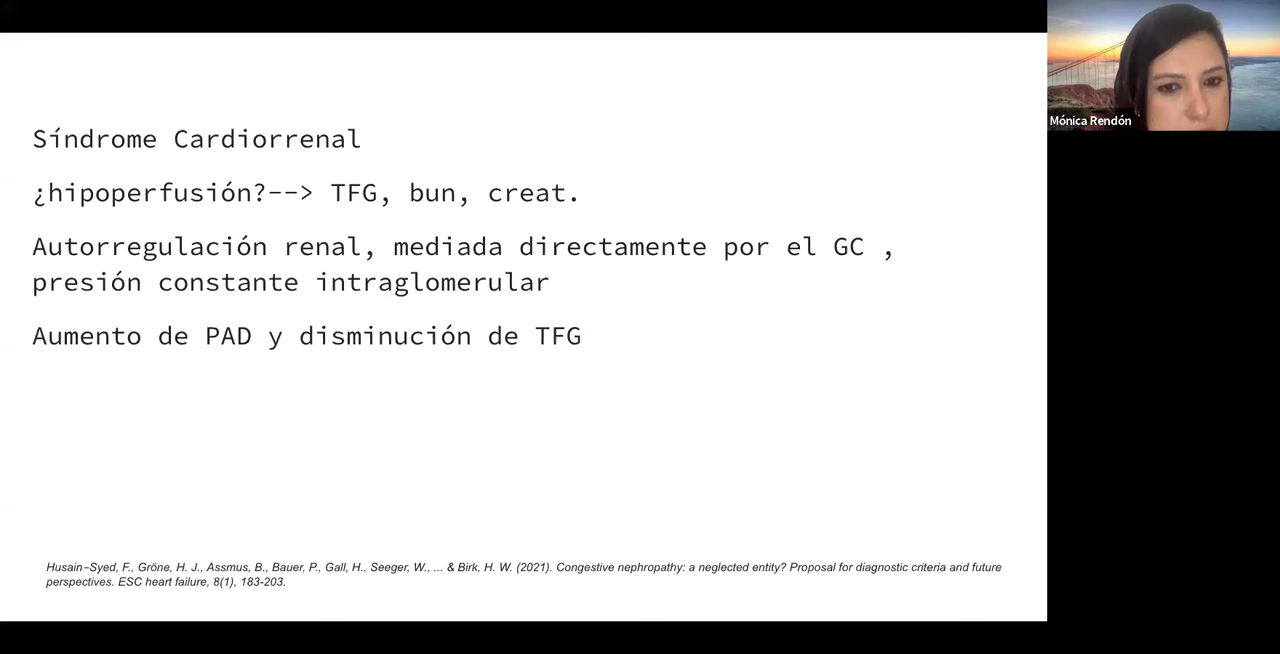 Síndrome Cardiorrenal
¿hipoperfusión?--> TFG, bun, creat.
Autorregulación renal, mediada directamente por el GC ,
presión constante intraglomerular
Aumento de PAD y disminución de TFG
Husain-Syed, F., Gröne, H. J., Assmus, B., Bauer, P., Gall, H., Seeger, W., ... & Birk, H. W. (2021). Congestive nephropathy: a neglected entity? Proposal for diagnostic criteria and future
perspectives. ESC heart failure, 8(1), 183-203.
Mónica Rendón